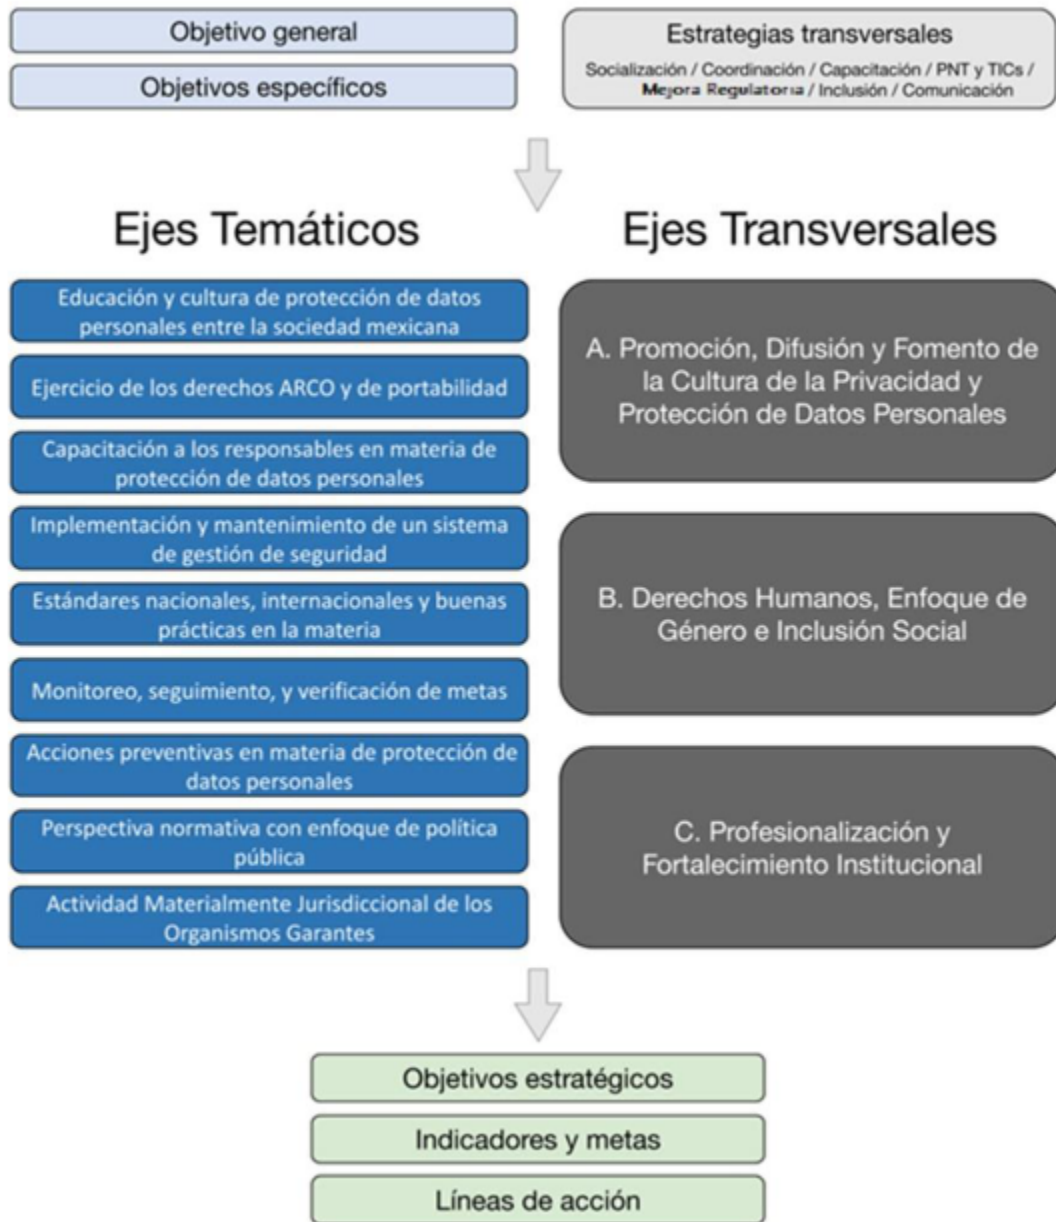 Objetivo general
Objetivos específicos
Estrategias transversales
Socialización / Coordinación / Capacitación / PNT y TICs /
Mejora Regulatoria / Inclusión / Comunicación
Ejes Temáticos
Educación y cultura de protección de datos
personales entre la sociedad mexicana
Ejercicio de los derechos ARCO y de portabilidad
Capacitación a los responsables en materia de
protección de datos personales
Implementación y mantenimiento de un sistema
de gestión de seguridad
Estándares nacionales, internacionales y buenas
prácticas en la materia
Monitoreo, seguimiento, y verificación de metas
Acciones preventivas en materia de protección de
datos personales
Perspectiva normativa con enfoque de política
pública
Actividad Materialmente Jurisdiccional de los
Organismos Garantes
Ejes Transversales
A. Promoción, Difusión y Fomento de
la Cultura de la Privacidad y
Protección de Datos Personales
B. Derechos Humanos, Enfoque de
Género e Inclusión Social
C. Profesionalización y
Fortalecimiento Institucional
Objetivos estratégicos
Indicadores y metas
Líneas de acción